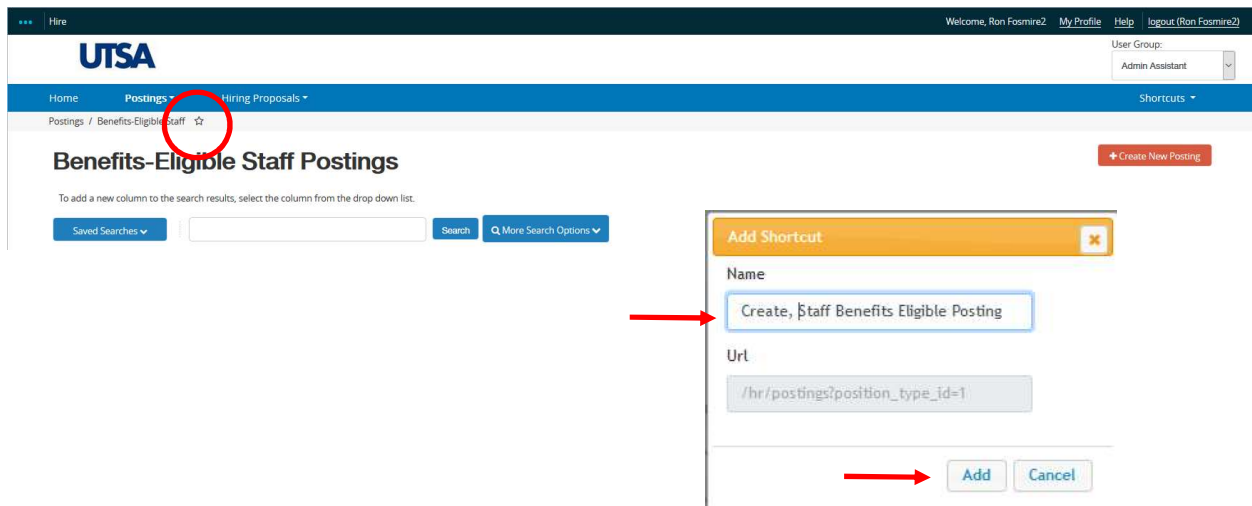 Hire
Welcome, Ron Fosmire2 My Profile Help logout (Ron Fosmire2)
UTSA
User Group:
Admin Assistant
Home Postings Hiring Proposals Shortcuts
Postings / Benefits-Eligible Staff
Benefits-Eligible Staff Postings
+ Create New Posting
To add a new column to the search results, select the column from the drop down list.
Saved Searches Search More Search Options
Add Shortcut
Name
Create, Staff Benefits Eligible Posting
Url
/hr/postings?position_type_id=1
Add Cancel